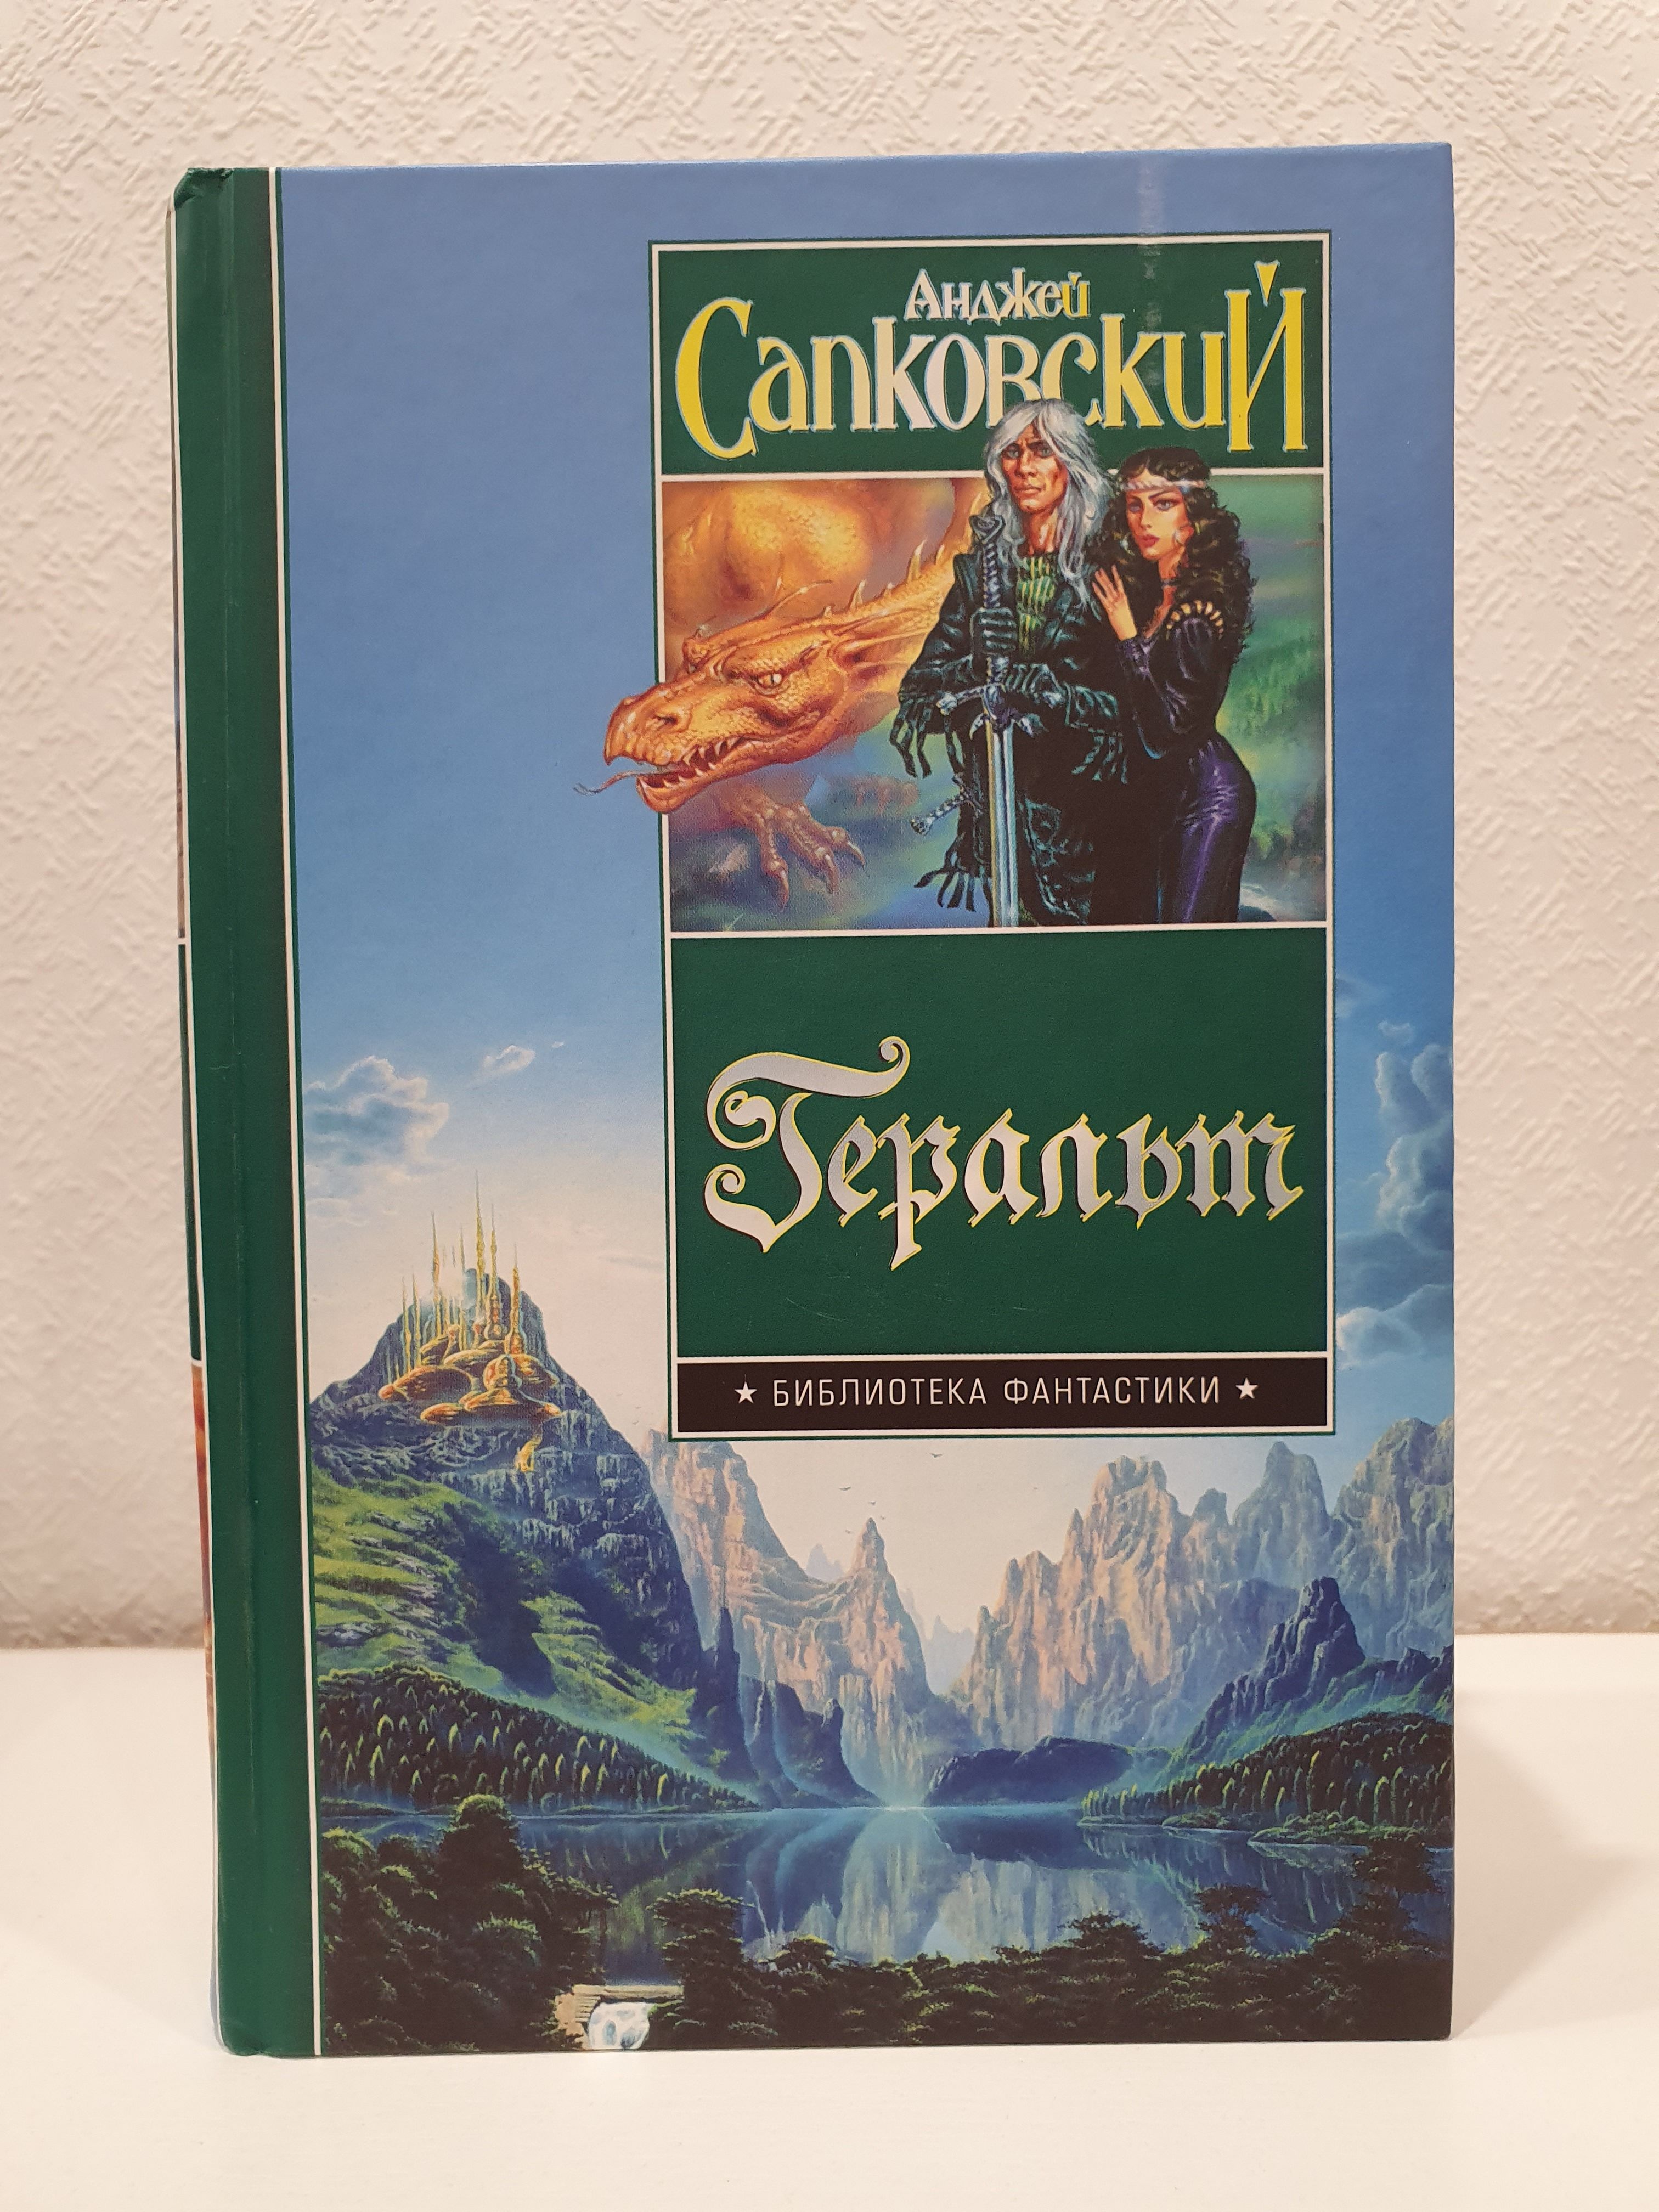 Анджей
Сапковский
Геральт
★ БИБЛИОТЕКА ФАНТАСТИКИ ★